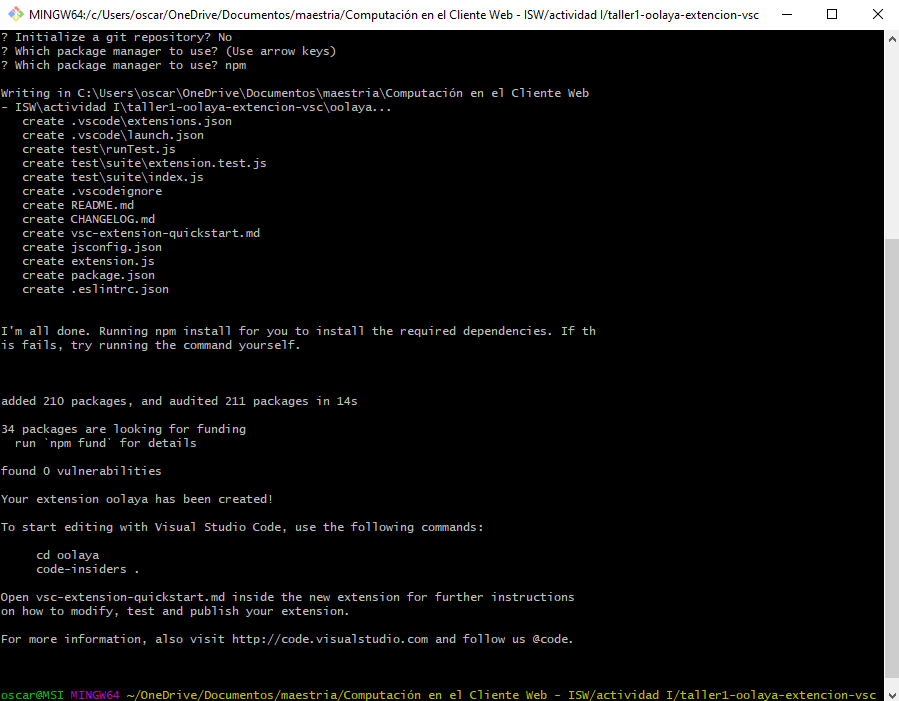 MINGW64:/c/Users/oscar/OneDrive/Documentos/maestria/Computación en el Cliente Web - ISW/actividad I/taller1-oolaya-extencion-vsc
? Initialize a git repository? No
? Which package manager to use? (Use arrow keys)
? Which package manager to use? npm
Writing in C:\Users\oscar\OneDrive\Documentos\maestria\Computación en el Cliente Web
- ISW\actividad I\taller1-oolaya-extencion-vsc\oolaya...
create .vscode\extensions.json
create .vscode\launch.json
create test\runTest.js
create test\suite\extension.test.js
create test\suite\index.js
create .vscodeignore
create README.md
create CHANGELOG.md
create vsc-extension-quickstart.md
create jsconfig.json
create extension.js
create package.json
create .eslintrc.json
I'm all done. Running npm install for you to install the required dependencies. If th
is fails, try running the command yourself.
added 210 packages, and audited 211 packages in 14s
34 packages are looking for funding
run `npm fund` for details
found 0 vulnerabilities
Your extension oolaya has been created!
To start editing with Visual Studio Code, use the following commands:
cd oolaya
code-insiders .
Open vsc-extension-quickstart.md inside the new extension for further instructions
on how to modify, test and publish your extension.
For more information, also visit http://code.visualstudio.com and follow us @code.
oscar@MSI MINGW64 ~/OneDrive/Documentos/maestria/Computación en el Cliente Web - ISW/actividad I/taller1-oolaya-extencion-vsc